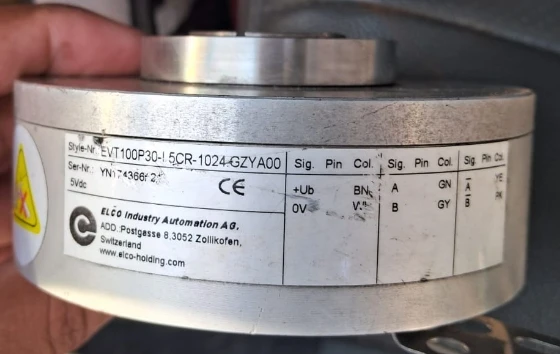 Style-Nr. EVT100P30- 5CR-1024 GZYA00
Ser-Nr.:
5Vdc
CE
ELCO Industry Automation AG.
ADD.:Postgasse 8,3052 Zollikofen,
Switzerland
www.elco-holding.com
Sig. Pin Col. Sig. Pin Col. Sig. Pin Col.
+Ub BN A GN A̅ YE
0V B GY B̅ PK